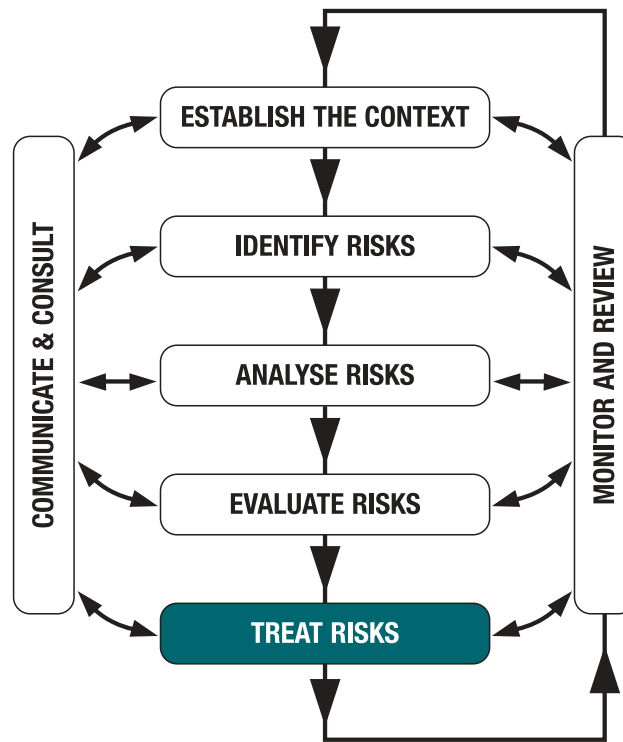 ESTABLISH THE CONTEXT
IDENTIFY RISKS
ANALYSE RISKS
EVALUATE RISKS
TREAT RISKS
COMMUNICATE & CONSULT
MONITOR AND REVIEW